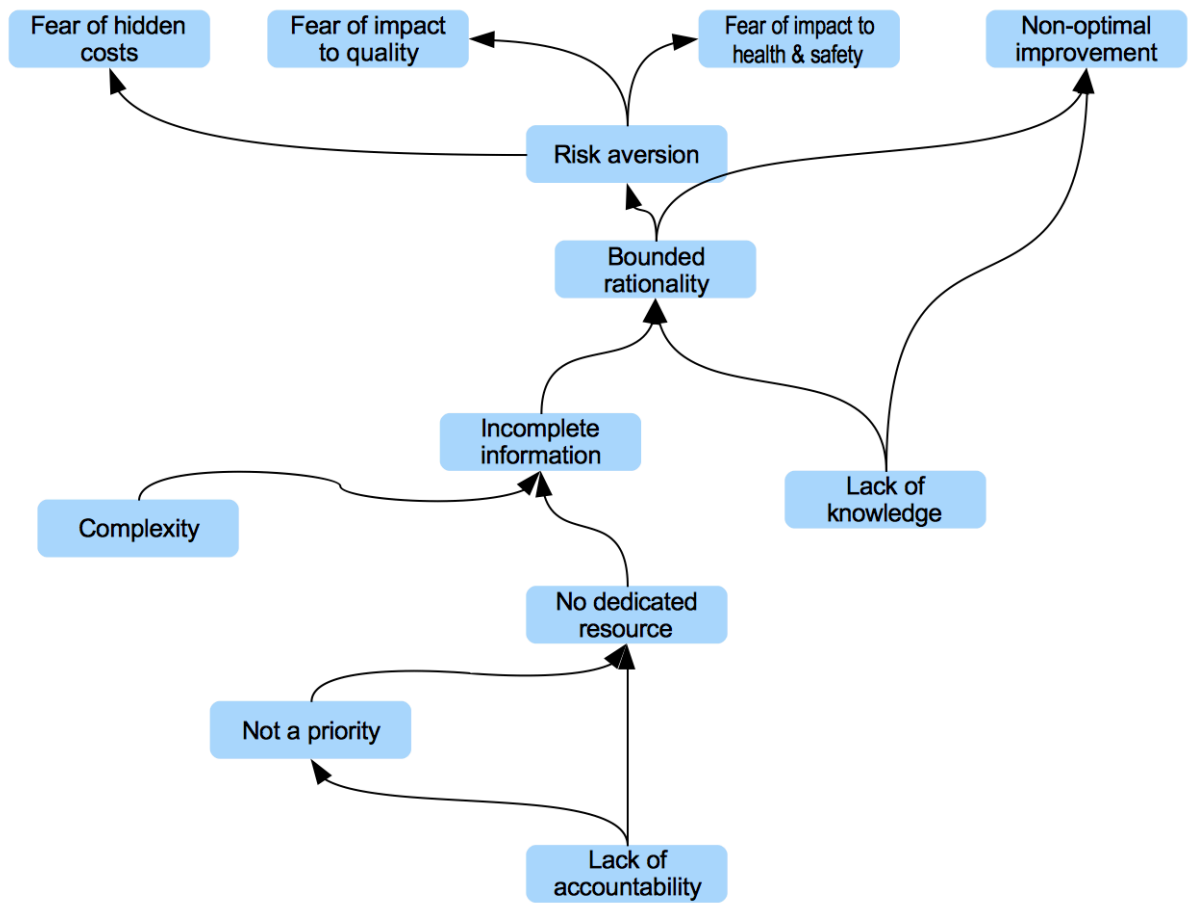 Fear of hidden
costs
Fear of impact
to quality
Fear of impact to
health & safety
Non-optimal
improvement
Risk aversion
Bounded
rationality
Incomplete
information
Lack of
knowledge
Complexity
No dedicated
resource
Not a priority
Lack of
accountability